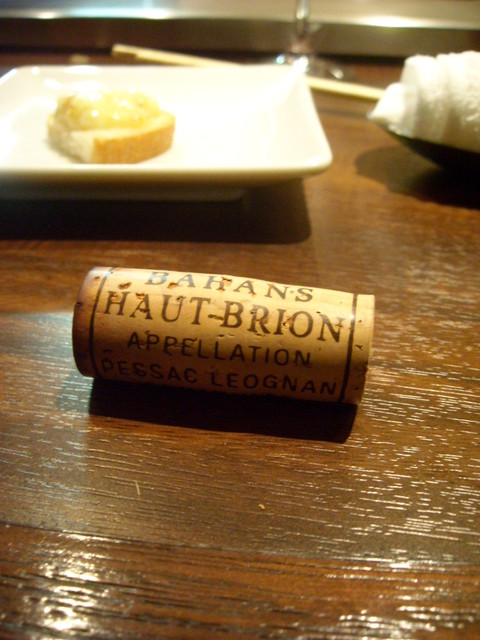 BAHANS
HAUT-BRION
APPELLATION
PESSAC LEOGNAN